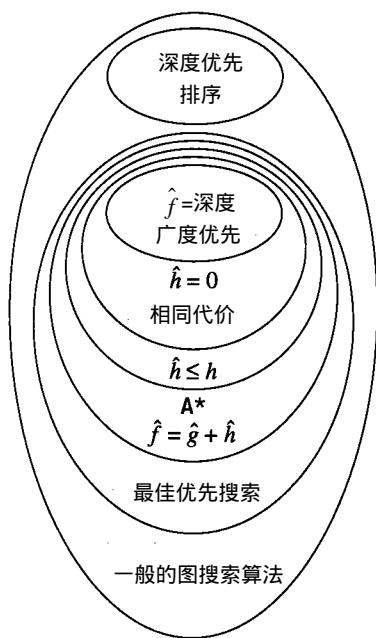 深度优先
排序
f̂=深度
广度优先
ĥ = 0
相同代价
ĥ ≤ h
A*
f̂ = ĝ + ĥ
最佳优先搜索
一般的图搜索算法